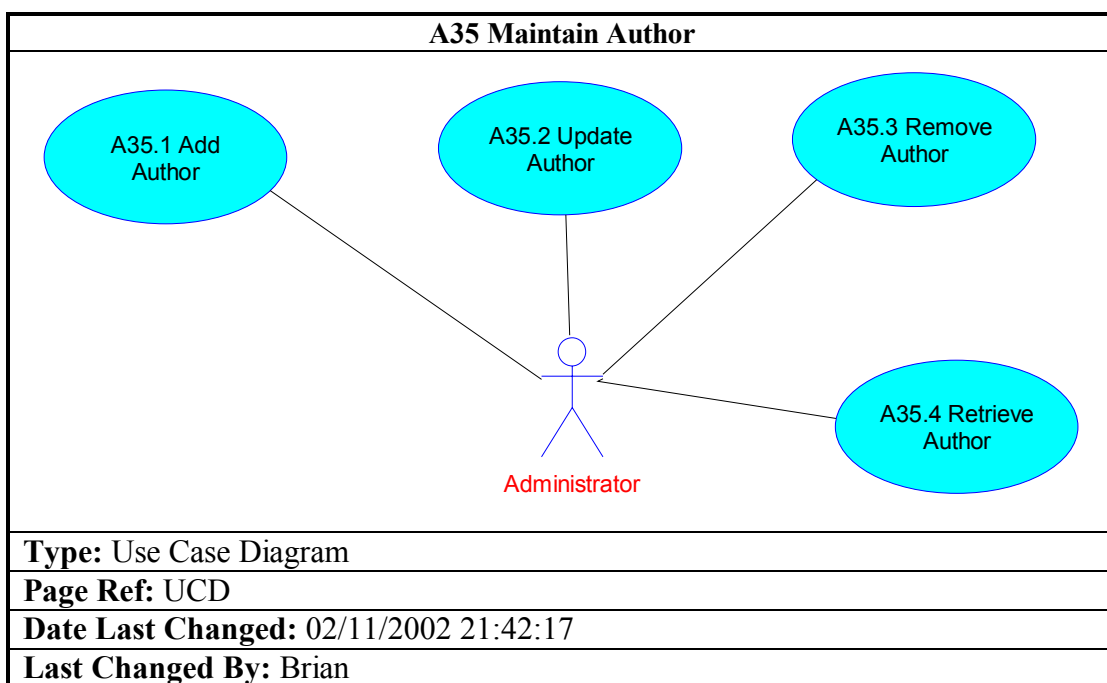 A35 Maintain Author
A35.1 Add
Author
A35.2 Update
Author
A35.3 Remove
Author
A35.4 Retrieve
Author
Administrator
Type: Use Case Diagram
Page Ref: UCD
Date Last Changed: 02/11/2002 21:42:17
Last Changed By: Brian